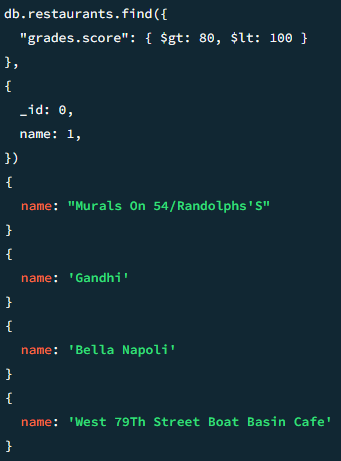 db.restaurants.find({
  "grades.score": { $gt: 80, $lt: 100 }
},
{
  _id: 0,
  name: 1,
})
{
  name: "Murals On 54/Randolphs'S"
}
{
  name: 'Gandhi'
}
{
  name: 'Bella Napoli'
}
{
  name: 'West 79Th Street Boat Basin Cafe'
}